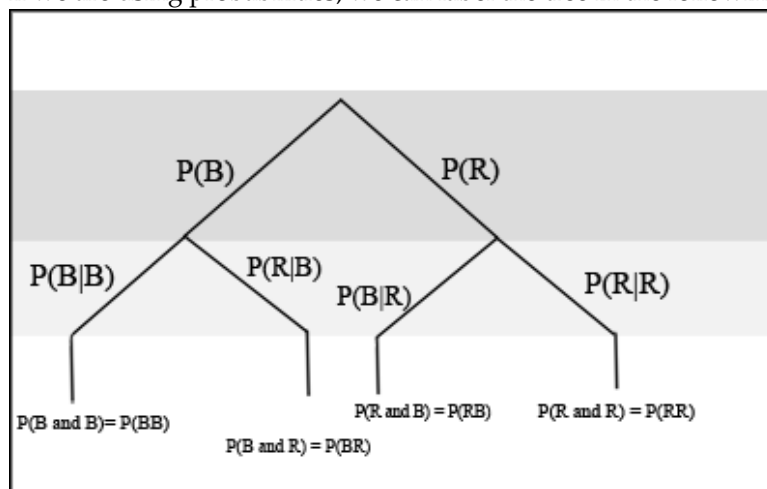 P(B)
P(R)
P(B|B)
P(R|B)
P(B|R)
P(R|R)
P(B and B)= P(BB)
P(B and R) = P(BR)
P(R and B) = P(RB)
P(R and R) = P(RR)